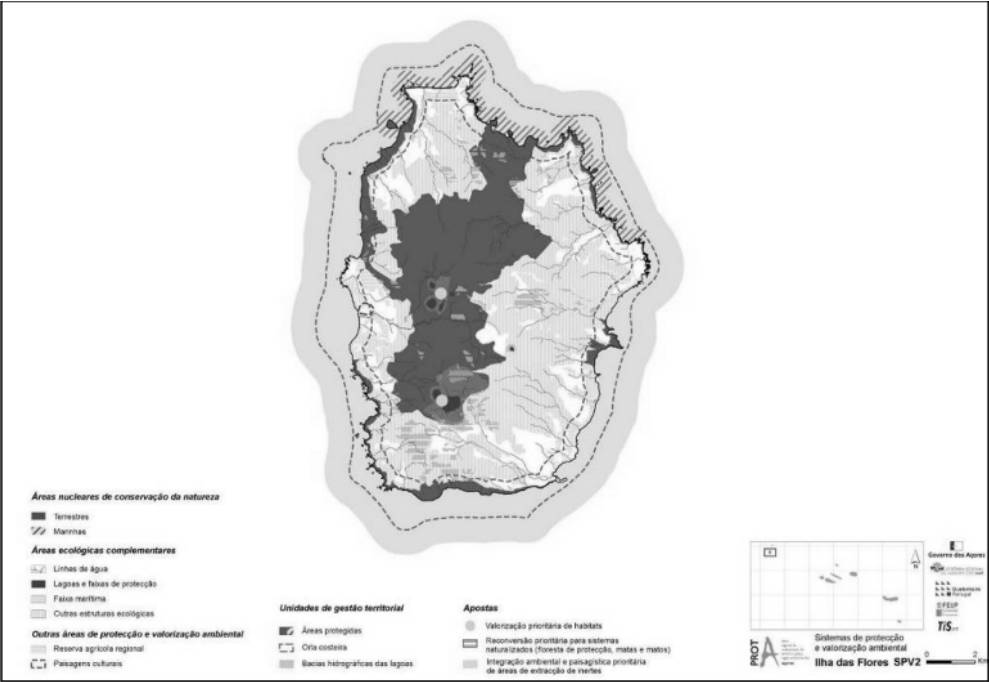 Áreas nucleares de conservação da natureza
Terrestres
Marinhas
Áreas ecológicas complementares
Linhas de água
Lagoas e faixas de protecção
Faixa marítima
Outras estruturas ecológicas
Outras áreas de protecção e valorização ambiental
Reserva agrícola regional
Paisagens culturais
Unidades de gestão territorial
Áreas protegidas
Orla costeira
Bacias hidrográficas das lagoas
Apostas
Valorização prioritária de habitats
Reconversão prioritária para sistemas
naturalizados (floresta de protecção, matas e matos)
Integração ambiental e paisagística prioritária
de áreas de extracção de inertes
N
Governo dos Açores
Quaternaire
Portugal
FEUP
TiS.PT
PROT
A
Sistemas de protecção
e valorização ambiental
Ilha das Flores SPV2
0 2
Km